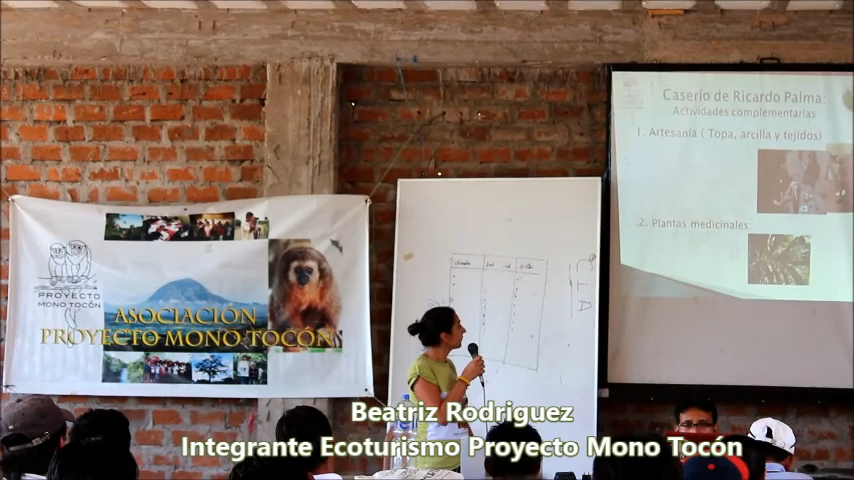 Caserío de Ricardo Palma:
Actividades complementarias
1. Artesanía ( Topa, arcilla y tejidos)
2. Plantas medicinales:
PROYECTO
MONO TOCÓN
ASOCIACIÓN
PROYECTO MONO TOCÓN
CIA
Beatriz Rodriguez
Integrante Ecoturismo Proyecto Mono Tocón